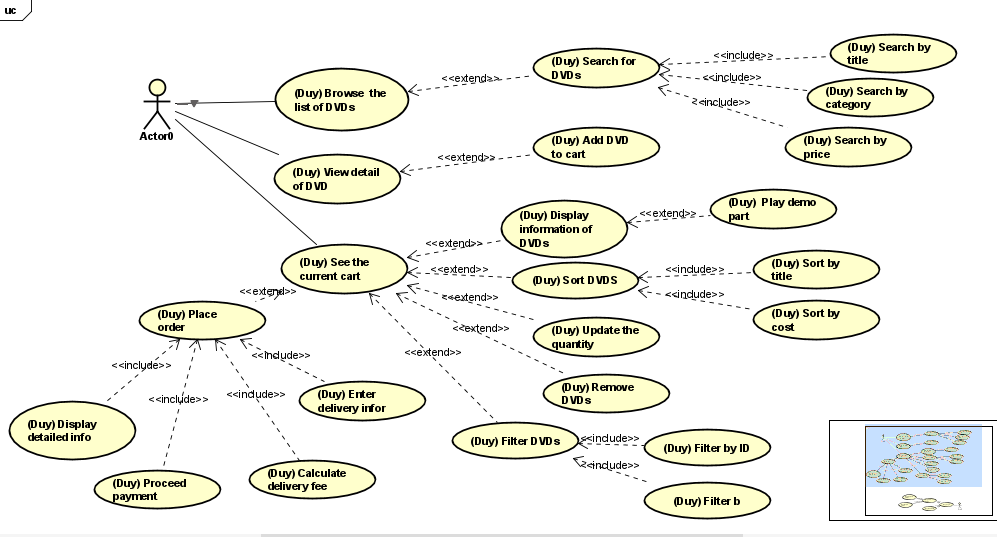 uc
Actor0
(Duy) Browse the
list of DVDs
<<extend>>
(Duy) Search for
DVDs
<<include>>
(Duy) Search by
title
<<include>>
(Duy) Search by
category
<<include>>
(Duy) Search by
price
(Duy) View detail
of DVD
<<extend>>
(Duy) Add DVD
to cart
(Duy) See the
current cart
<<extend>>
(Duy) Display
information of
DVDs
<<extend>>
(Duy) Play demo
part
<<extend>>
(Duy) Sort DVDS
<<include>>
(Duy) Sort by
title
<<include>>
(Duy) Sort by
cost
<<extend>>
(Duy) Update the
quantity
<<extend>>
(Duy) Remove
DVDs
<<extend>>
(Duy) Filter DVDs
<<include>>
(Duy) Filter by ID
<<include>>
(Duy) Filter b
<<extend>>
(Duy) Place
order
<<include>>
(Duy) Display
detailed info
<<include>>
(Duy) Proceed
payment
<<include>>
(Duy) Calculate
delivery fee
<<include>>
(Duy) Enter
delivery infor